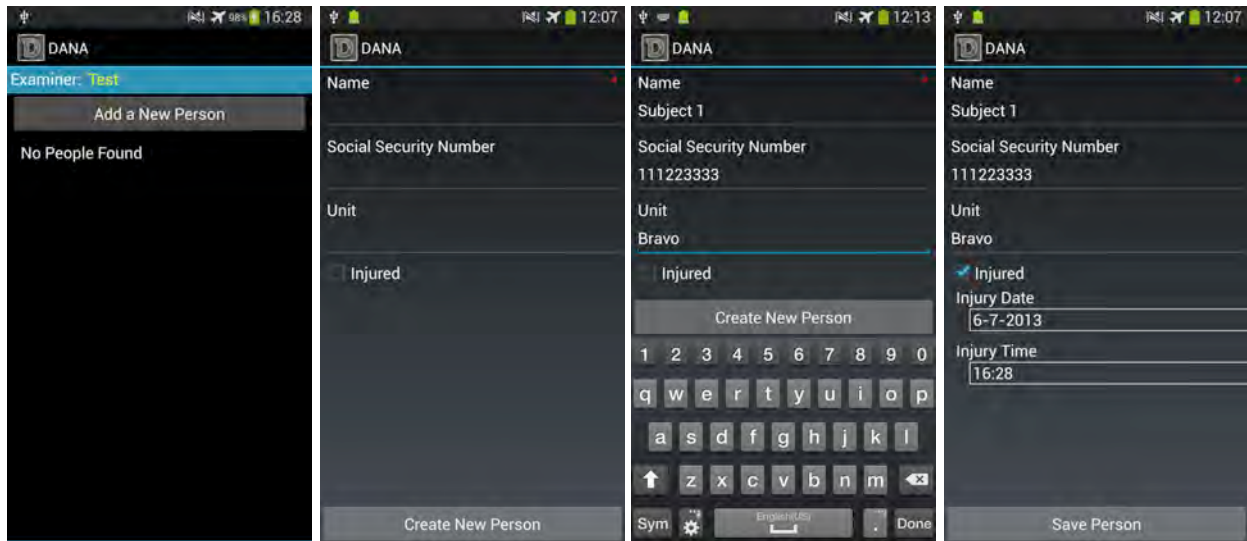 98% 16:28
DANA
Examiner: Test
Add a New Person
No People Found
12:07
DANA
Name *
Social Security Number
Unit
Injured
Create New Person
12:13
DANA
Name *
Subject 1
Social Security Number
111223333
Unit
Bravo
Injured
Create New Person
1 2 3 4 5 6 7 8 9 0
q w e r t y u i o p
a s d f g h j k l
z x c v b n m
Sym English(US) . Done
12:07
DANA
Name *
Subject 1
Social Security Number
111223333
Unit
Bravo
Injured
Injury Date
6-7-2013
Injury Time
16:28
Save Person